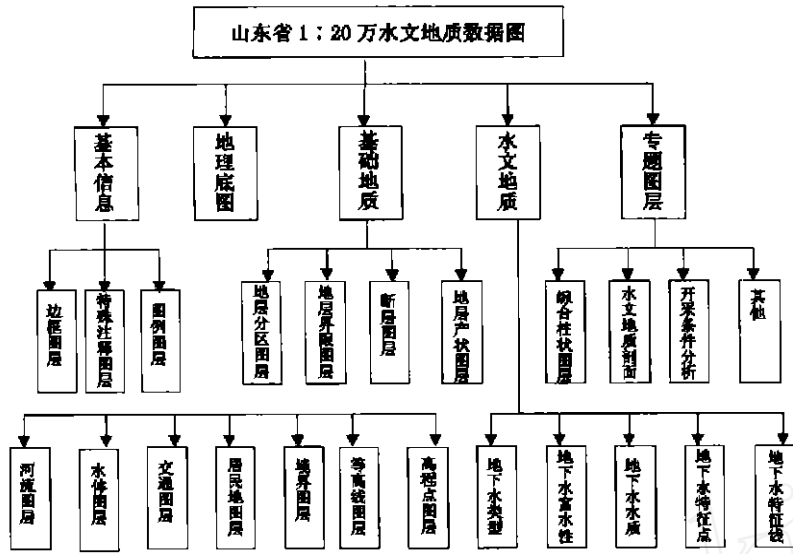 山东省1：20万水文地质数据图
基本信息
地理底图
基础地质
水文地质
专题图层
边框图层
特殊注释图层
图例图层
地层分区图层
地层界限图层
断层图层
地层产状图层
综合柱状图层
水文地质剖面
开采条件分析
其他
河流图层
水体图层
交通图层
居民地图层
境界图层
等高线图层
高程点图层
地下水类型
地下水富水性
地下水水质
地下水特征点
地下水特征线